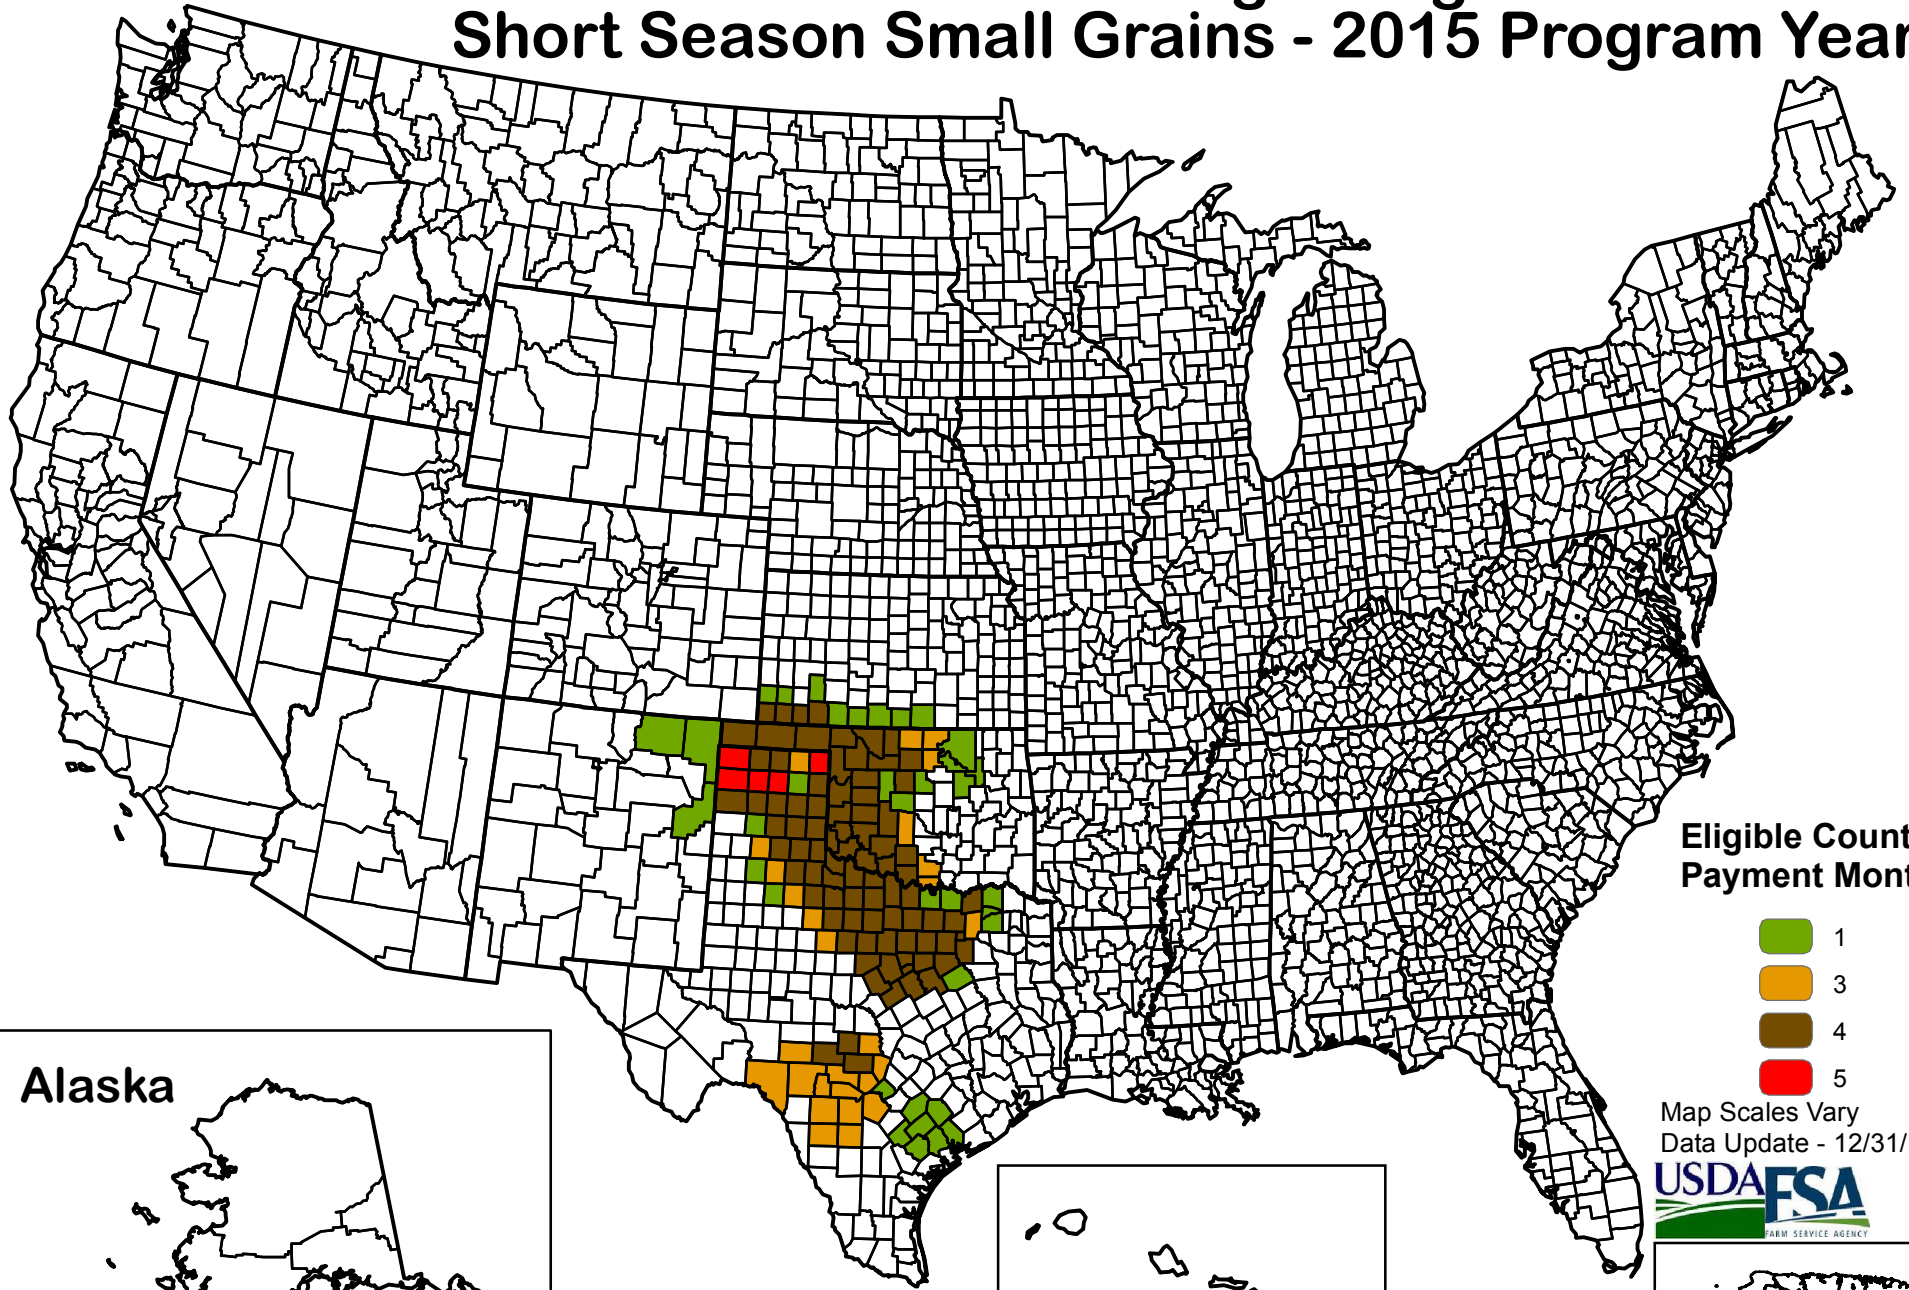 Short Season Small Grains - 2015 Program Year
Eligible Count
Payment Mont
1
3
4
5
Map Scales Vary
Data Update - 12/31/
USDA FSA
FARM SERVICE AGENCY
Alaska